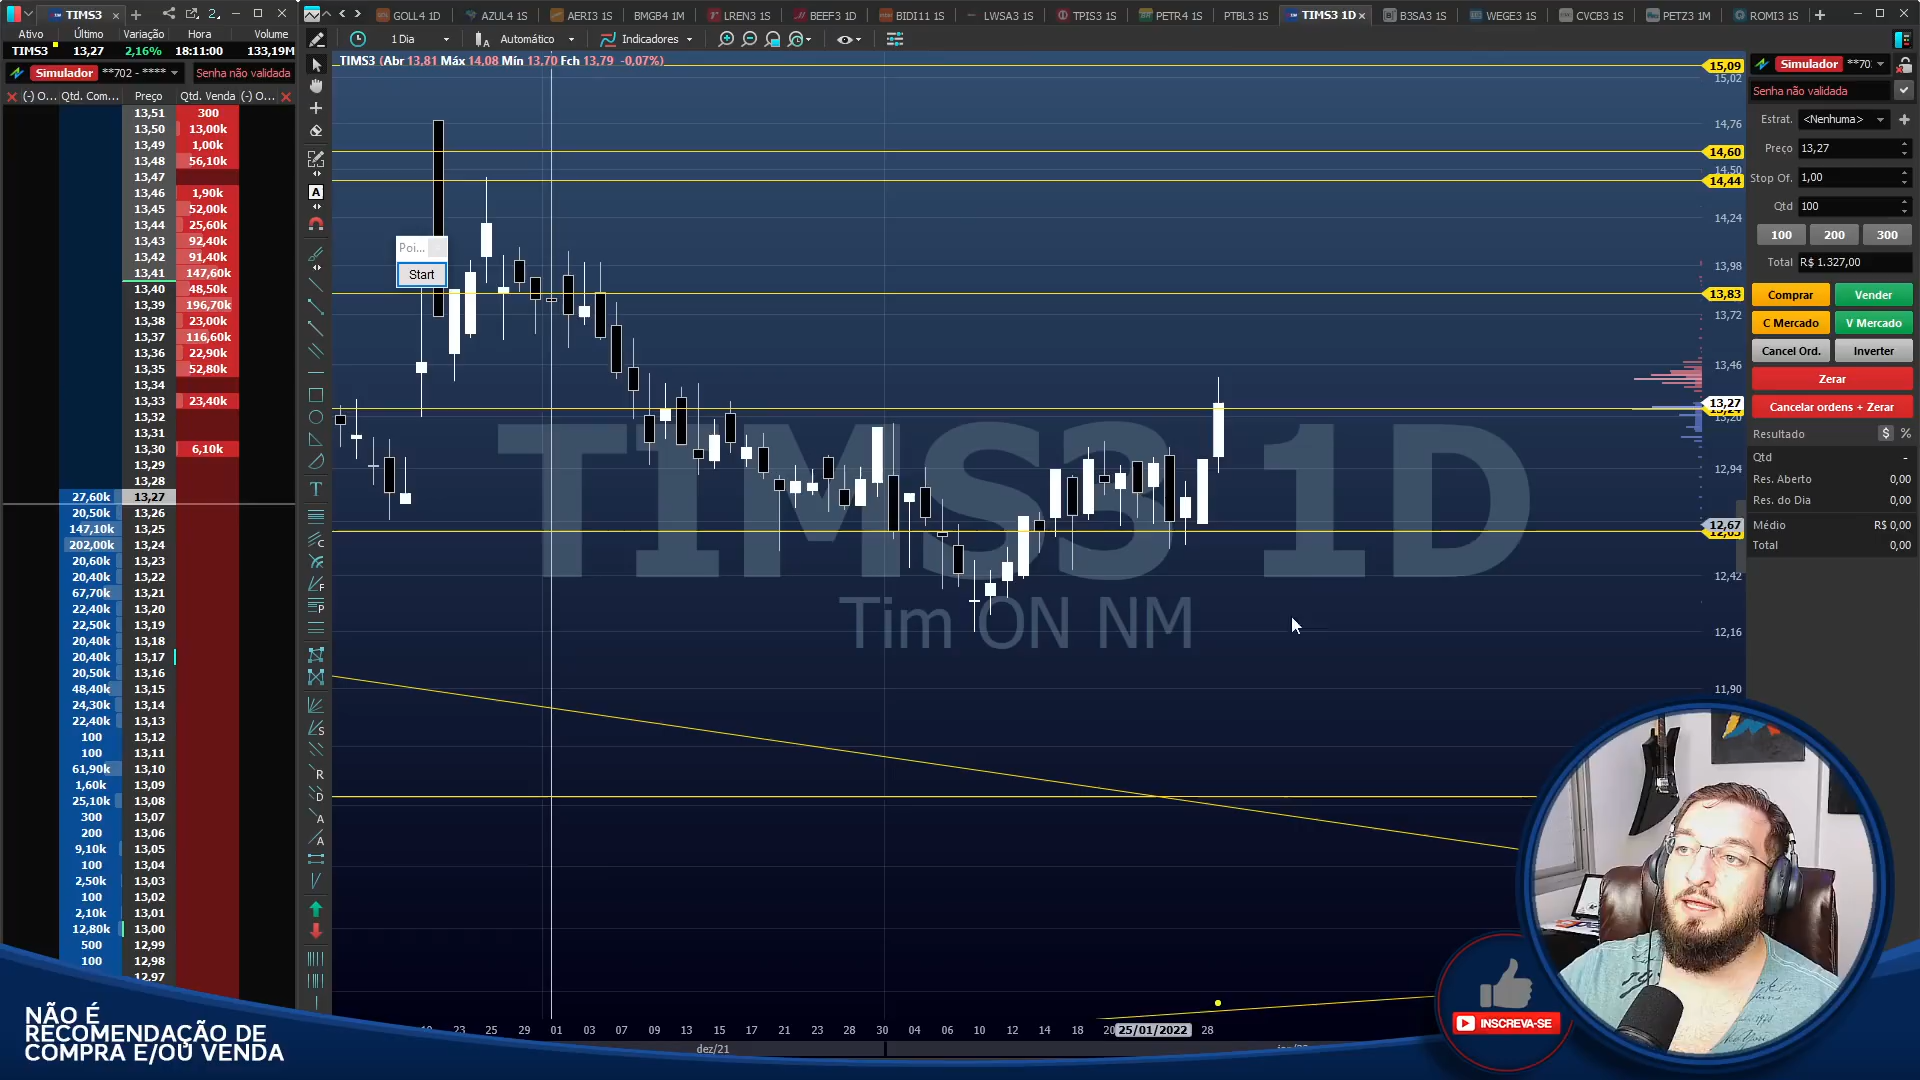 TIMS3
GOLL4 1D
AZUL4 1S
AERI3 1S
BMGB4 1M
LREN3 1S
BEEF3 1D
BIDI11 1S
LWSA3 1S
TPIS3 1S
PETR4 1S
PTBL3 1S
TIMS3 1D
B3SA3 1S
WEGE3 1S
CVCB3 1S
PETZ3 1M
ROMI3 1S
Ativo Último Variação Hora Volume
TIMS3 13,27 2,16% 18:11:00 133,19M
Simulador **702 - **** Senha não validada
(-) O... Qtd. Com... Preço Qtd. Venda (-) O...
13,51 300
13,50 13,00k
13,49 1,00k
13,48 56,10k
13,47
13,46 1,90k
13,45 52,00k
13,44 25,60k
13,43 92,40k
13,42 91,40k
13,41 147,60k
13,40 48,50k
13,39 196,70k
13,38 23,00k
13,37 116,60k
13,36 22,90k
13,35 52,80k
13,34
13,33 23,40k
13,32
13,31
13,30 6,10k
13,29
13,28
27,60k 13,27
20,50k 13,26
147,10k 13,25
202,00k 13,24
20,60k 13,23
20,40k 13,22
67,70k 13,21
22,40k 13,20
22,50k 13,19
20,40k 13,18
20,40k 13,17
20,50k 13,16
48,40k 13,15
24,30k 13,14
22,40k 13,13
100 13,12
100 13,11
61,90k 13,10
1,60k 13,09
25,10k 13,08
300 13,07
200 13,06
9,10k 13,05
100 13,04
2,50k 13,03
100 13,02
2,10k 13,01
12,80k 13,00
500 12,99
100 12,98
12,97
1 Dia Automático Indicadores
TIMS3 (Abr 13,81 Máx 14,08 Mín 13,70 Fch 13,79 -0,07%)
Poi...
Start
TIMS3 1D
Tim ON NM
15,09
15,02
14,76
14,60
14,50
14,44
14,24
13,98
13,83
13,72
13,46
13,27
12,94
12,67
12,42
12,16
11,90
23 25 29 01 03 07 09 13 15 17 21 23 28 30 04 06 10 12 14 18 25/01/2022 28
dez/21
Simulador
Senha não validada
Estrat. <Nenhuma>
Preço 13,27
Stop Of. 1,00
Qtd 100
100 200 300
Total R$ 1.327,00
Comprar Vender
C Mercado V Mercado
Cancel Ord. Inverter
Zerar
Cancelar ordens + Zerar
Resultado $ %
Qtd -
Res. Aberto 0,00
Res. do Dia 0,00
Médio R$ 0,00
Total 0,00
NÃO É
RECOMENDAÇÃO DE
COMPRA E/OU VENDA
INSCREVA-SE